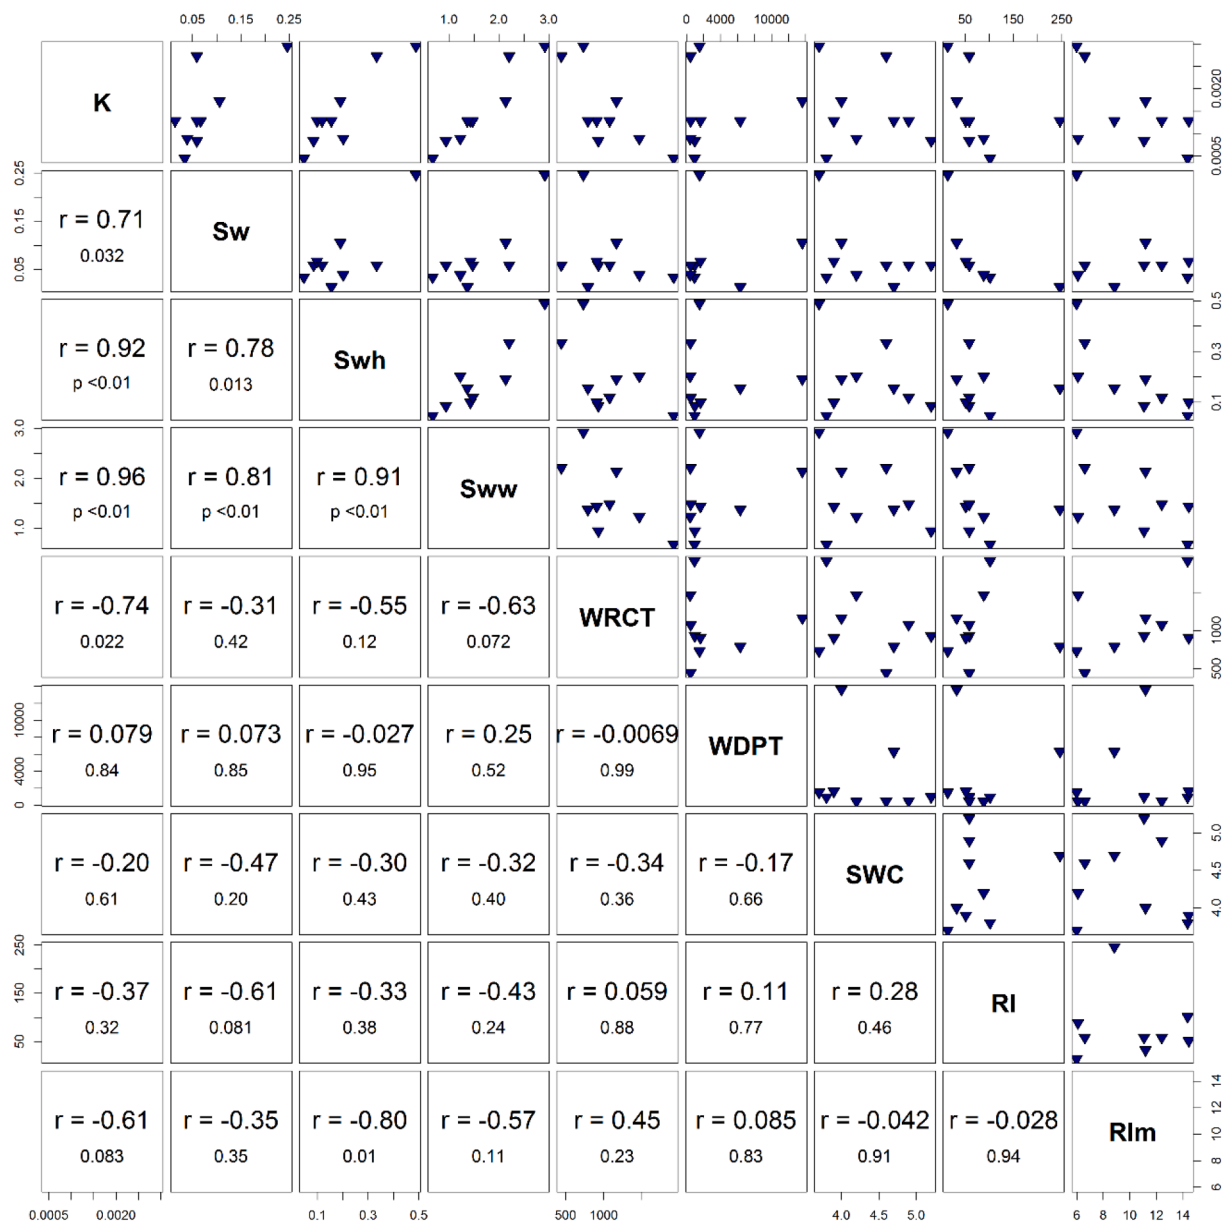 0.05 0.15 0.25
1.0 2.0 3.0
0 4000 10000
50 150 250
K
0.0005 0.0020
0.05 0.15 0.25
r = 0.71
0.032
Sw
r = 0.92
p <0.01
r = 0.78
0.013
Swh
0.1 0.3 0.5
1.0 2.0 3.0
r = 0.96
p <0.01
r = 0.81
p <0.01
r = 0.91
p <0.01
Sww
r = -0.74
0.022
r = -0.31
0.42
r = -0.55
0.12
r = -0.63
0.072
WRCT
500 1000
0 4000 10000
r = 0.079
0.84
r = 0.073
0.85
r = -0.027
0.95
r = 0.25
0.52
r = -0.0069
0.99
WDPT
r = -0.20
0.61
r = -0.47
0.20
r = -0.30
0.43
r = -0.32
0.40
r = -0.34
0.36
r = -0.17
0.66
SWC
4.0 4.5 5.0
50 150 250
r = -0.37
0.32
r = -0.61
0.081
r = -0.33
0.38
r = -0.43
0.24
r = 0.059
0.88
r = 0.11
0.77
r = 0.28
0.46
RI
r = -0.61
0.083
r = -0.35
0.35
r = -0.80
0.01
r = -0.57
0.11
r = 0.45
0.23
r = 0.085
0.83
r = -0.042
0.91
r = -0.028
0.94
RIm
6 8 10 12 14
0.0005 0.0020
0.1 0.3 0.5
500 1000
4.0 4.5 5.0
6 8 10 12 14